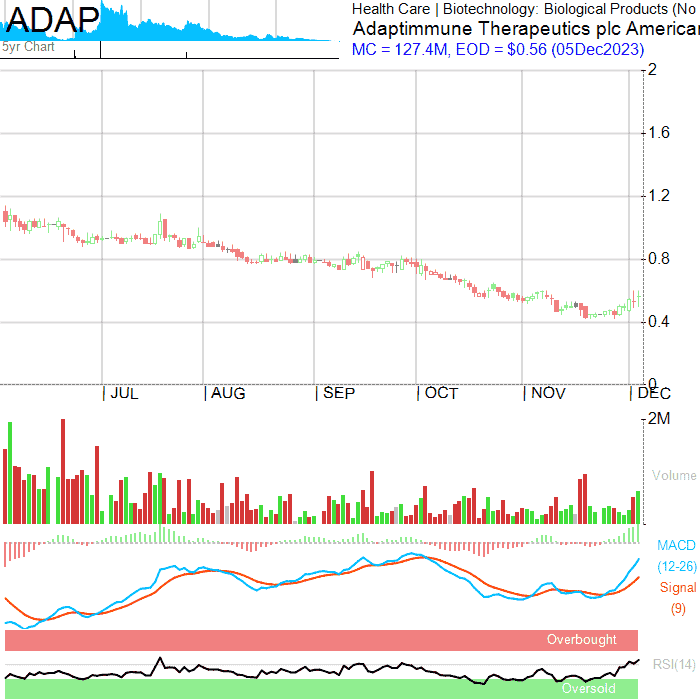 ADAP
5yr Chart
Health Care | Biotechnology: Biological Products (No
Adaptimmune Therapeutics plc America
MC = 127.4M, EOD = $0.56 (05Dec2023)
2
1.6
1.2
0.8
0.4
0
JUL AUG SEP OCT NOV DEC
2M
Volume
MACD
(12-26)
Signal
(9)
Overbought
RSI(14)
Oversold